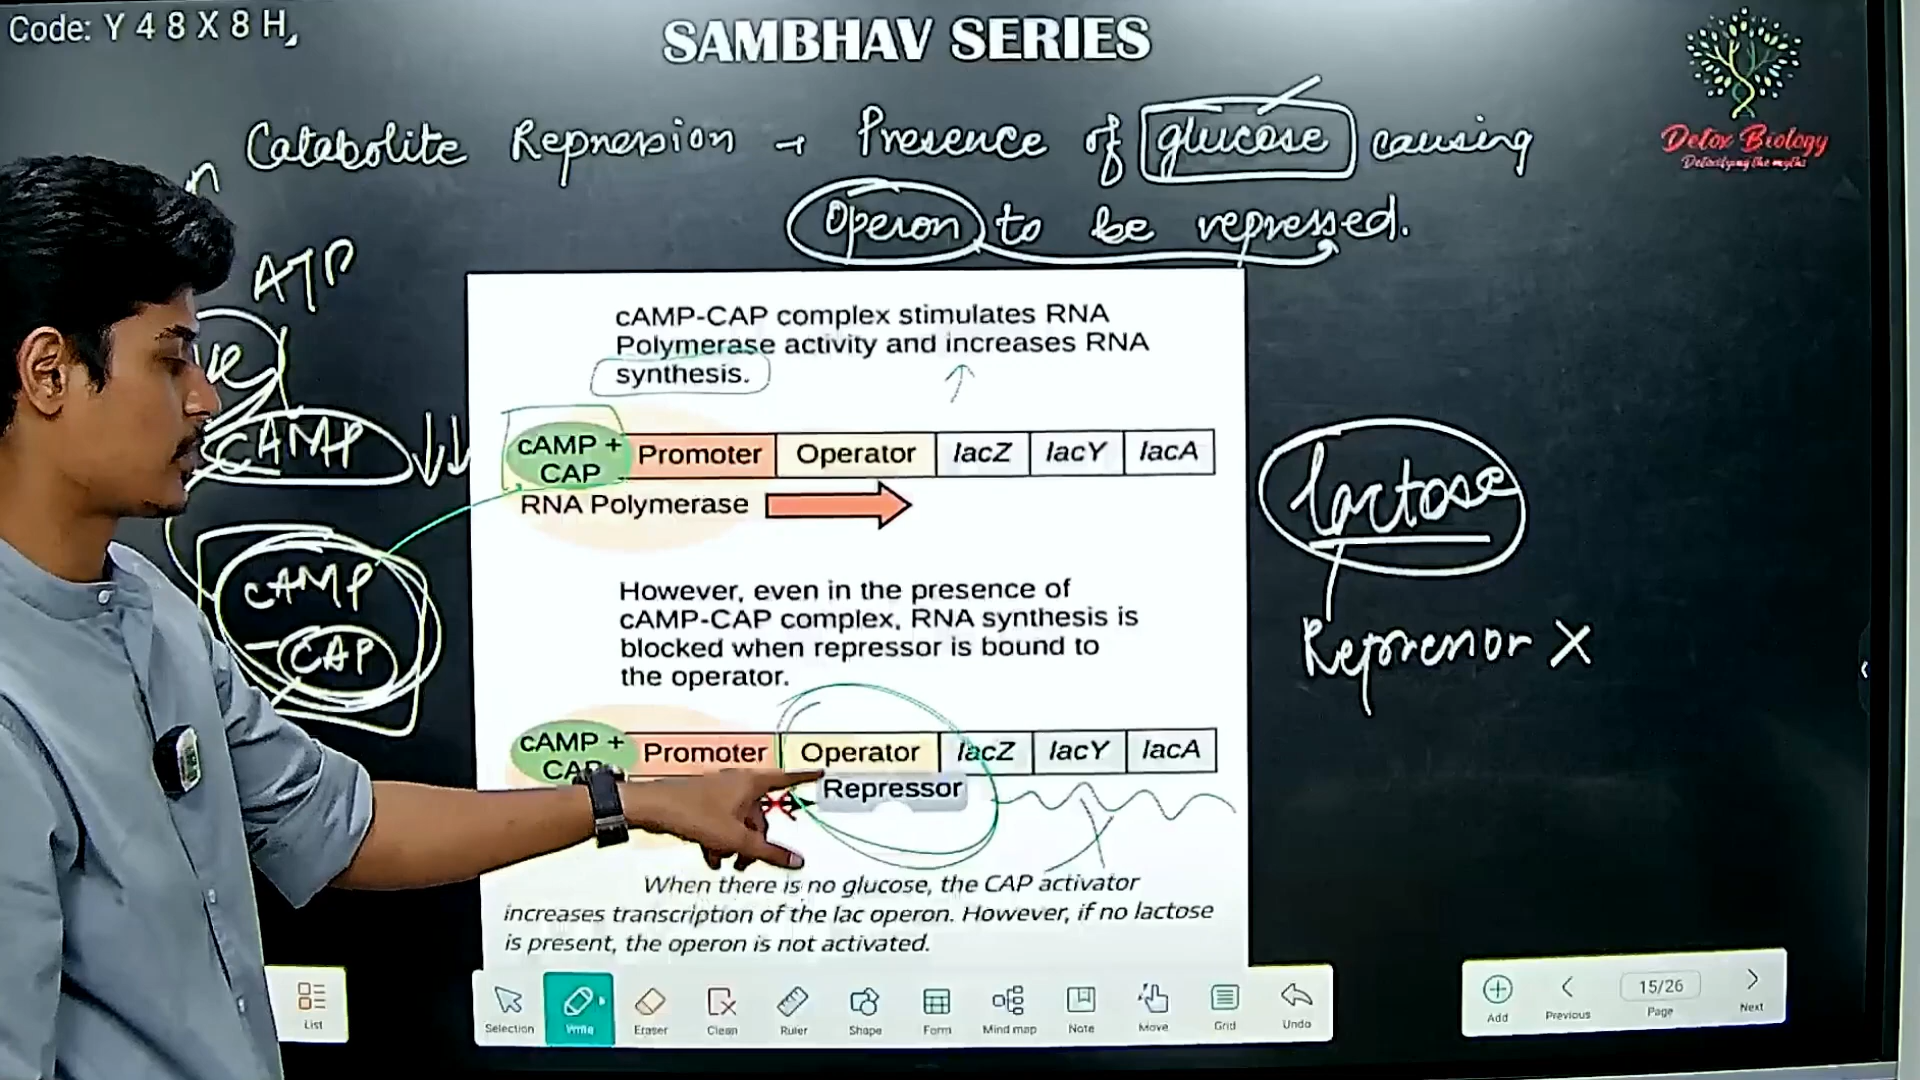 Code: Y 4 8 X 8 H
SAMBHAV SERIES
Detox Biology
Detoxifying the myths
Catabolite Repression → Presence of glucose causing
Operon to be repressed.
ATP
cAMP ↓↓
cAMP
- CAP
cAMP-CAP complex stimulates RNA
Polymerase activity and increases RNA
synthesis.
↑
cAMP +
CAP
Promoter Operator lacZ lacY lacA
RNA Polymerase
lactose
Repressor X
However, even in the presence of
cAMP-CAP complex, RNA synthesis is
blocked when repressor is bound to
the operator.
cAMP +
CAP
Promoter Operator lacZ lacY lacA
Repressor
When there is no glucose, the CAP activator
increases transcription of the lac operon. However, if no lactose
is present, the operon is not activated.
List
Selection Write Eraser Clean Ruler Shape Form Mind map Note Move Grid Undo
Add Previous 15/26 Page Next